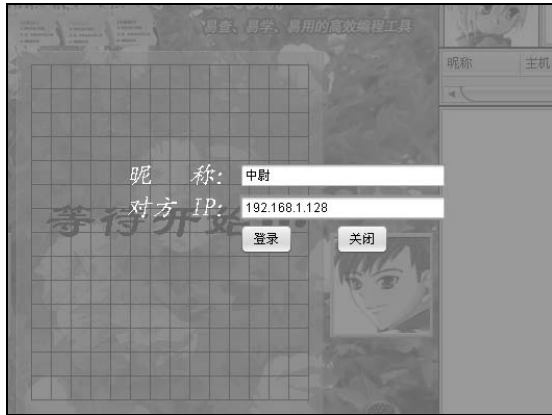 易查、易学、易用的高效编程工具
昵称 主机
昵 称:
中尉
对方 IP:
192.168.1.128
等待开始
登录 关闭